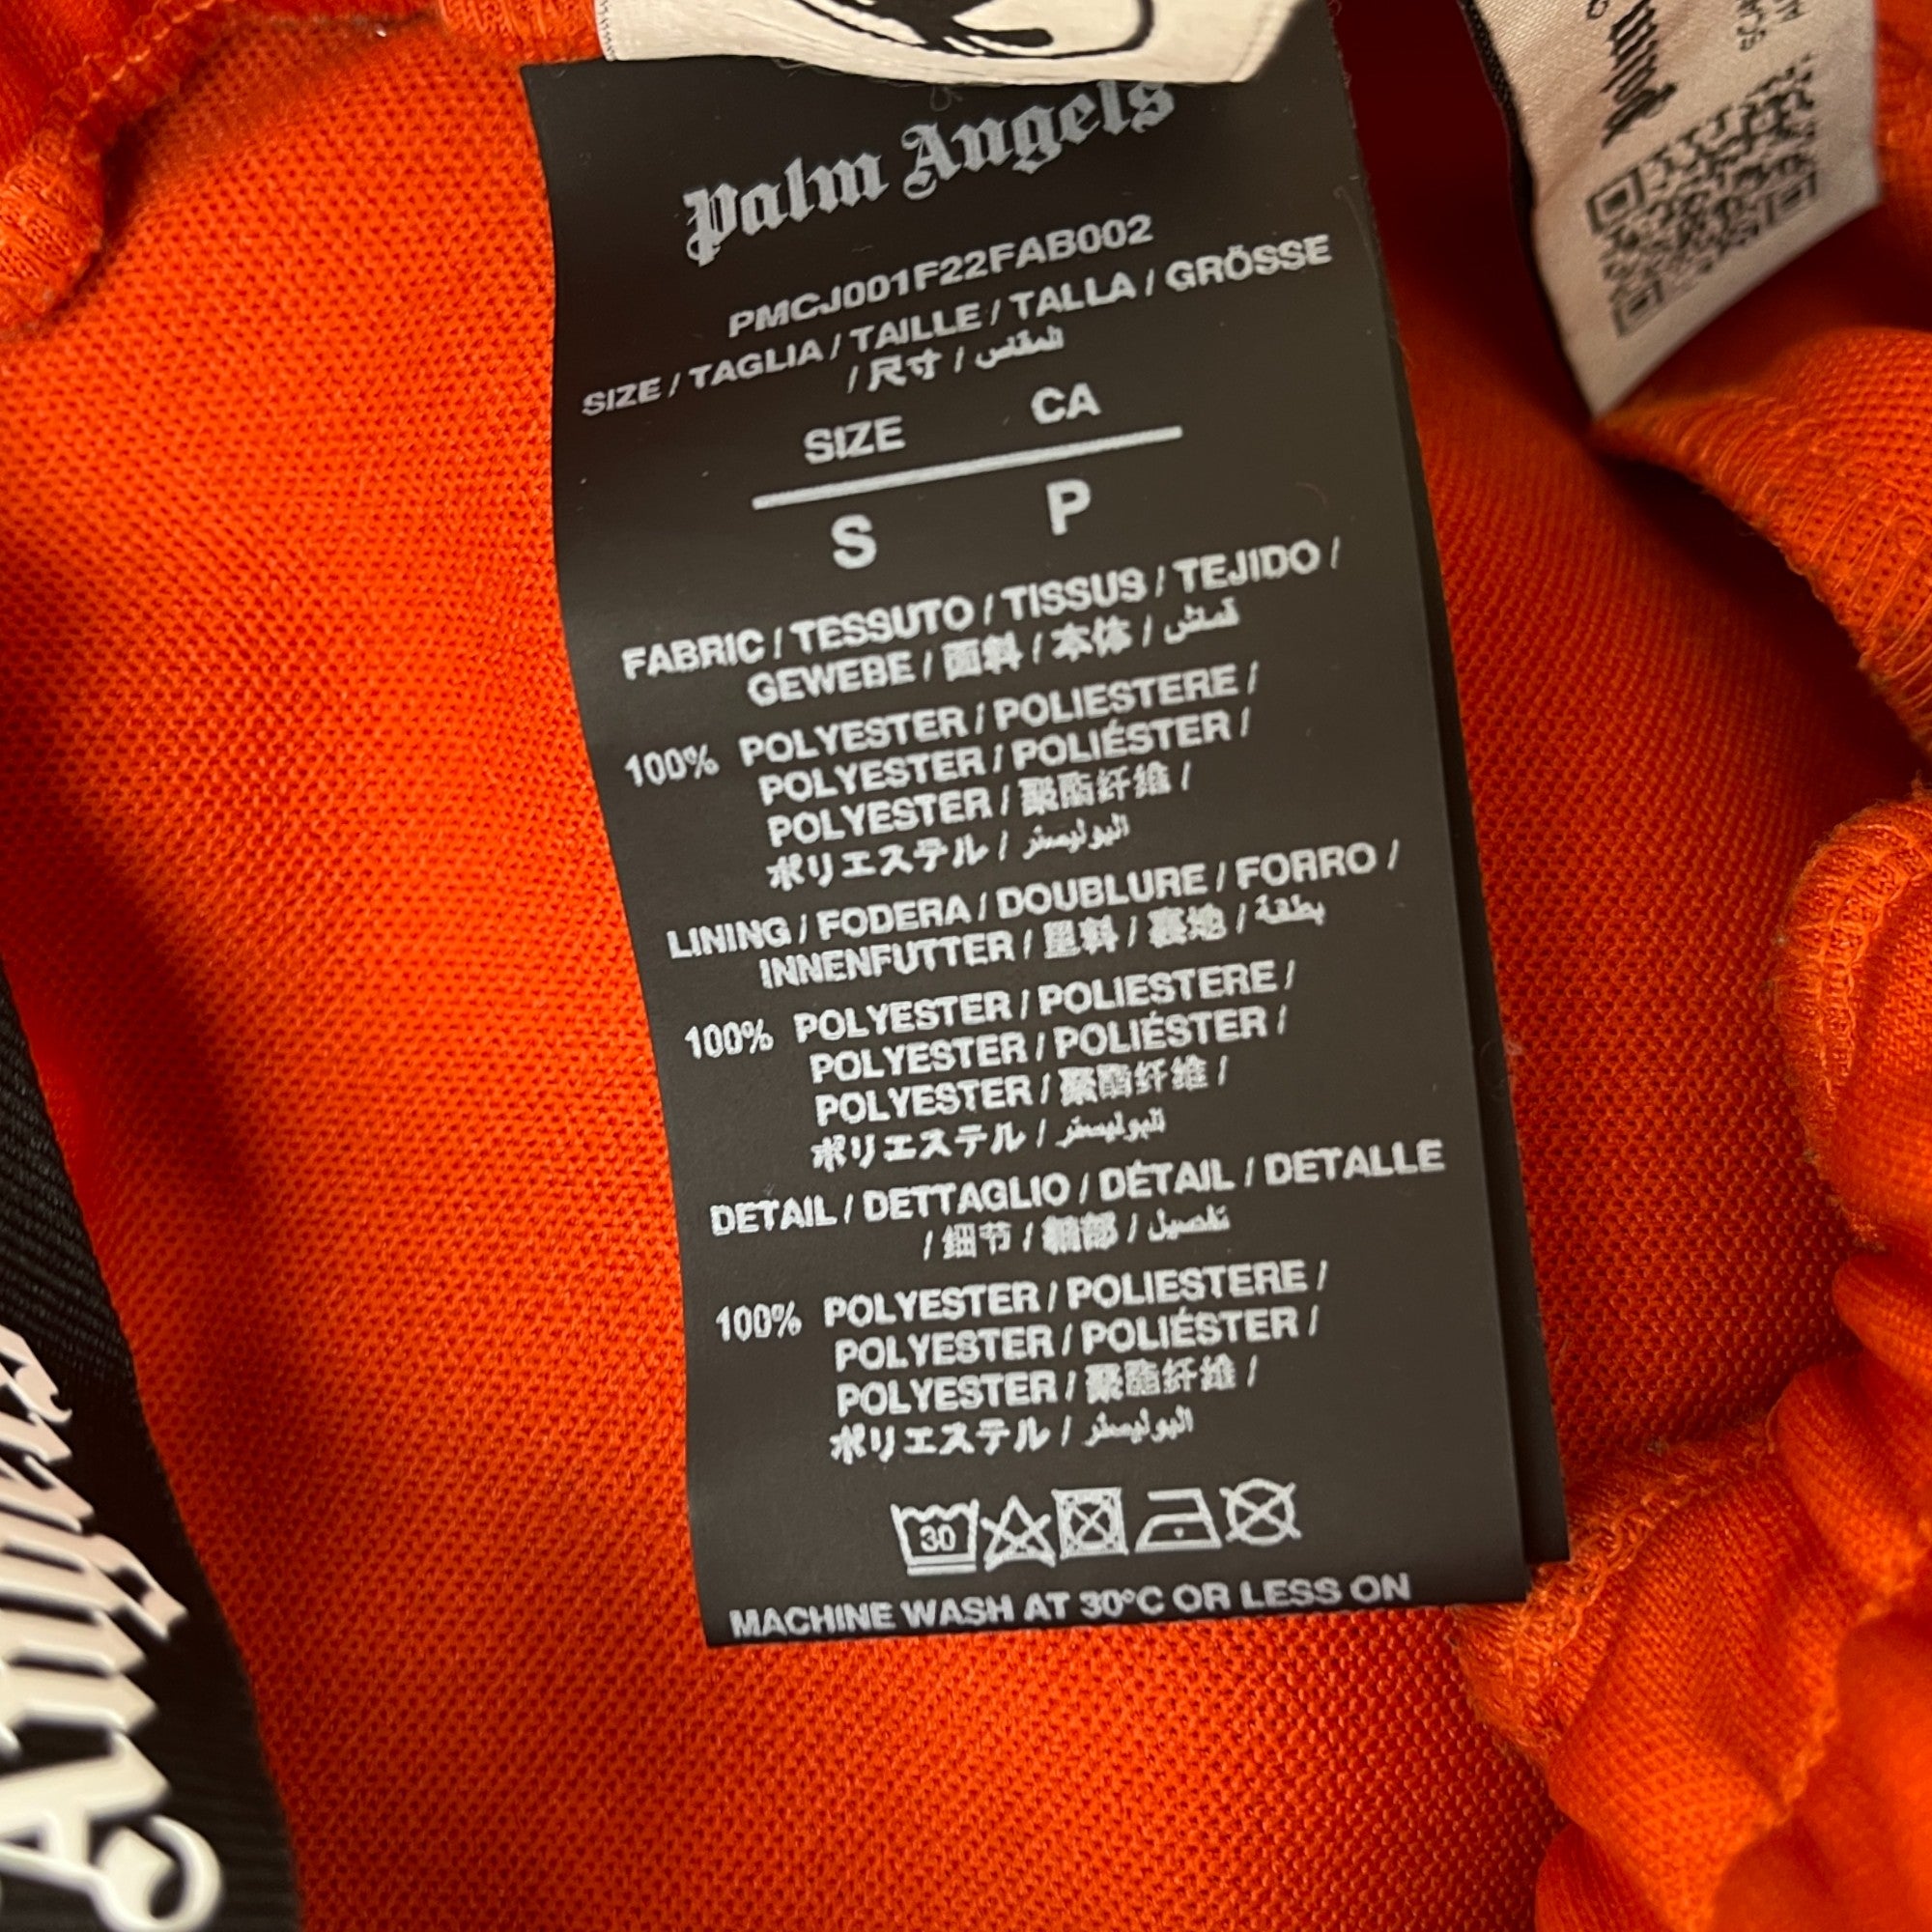 Palm Angels
PMCJ001F22FAB002
SIZE / TAGLIA / TAILLE / TALLA / GRÖSSE
/ 尺寸 / المقاس
SIZE CA
S P
FABRIC / TESSUTO / TISSUS / TEJIDO /
GEWEBE / 面料 / 本体 / قماش
100% POLYESTER / POLIESTERE /
POLYESTER / POLIÉSTER /
POLYESTER / 聚酯纤维 /
ポリエステル / البوليستر
LINING / FODERA / DOUBLURE / FORRO /
INNENFUTTER / 里料 / 裏地 / بطانة
100% POLYESTER / POLIESTERE /
POLYESTER / POLIÉSTER /
POLYESTER / 聚酯纤维 /
ポリエステル / البوليستر
DETAIL / DETTAGLIO / DÉTAIL / DETALLE
/ 细节 / 細部 / تفاصيل
100% POLYESTER / POLIESTERE /
POLYESTER / POLIÉSTER /
POLYESTER / 聚酯纤维 /
ポリエステル / البوليستر
30
MACHINE WASH AT 30°C OR LESS ON